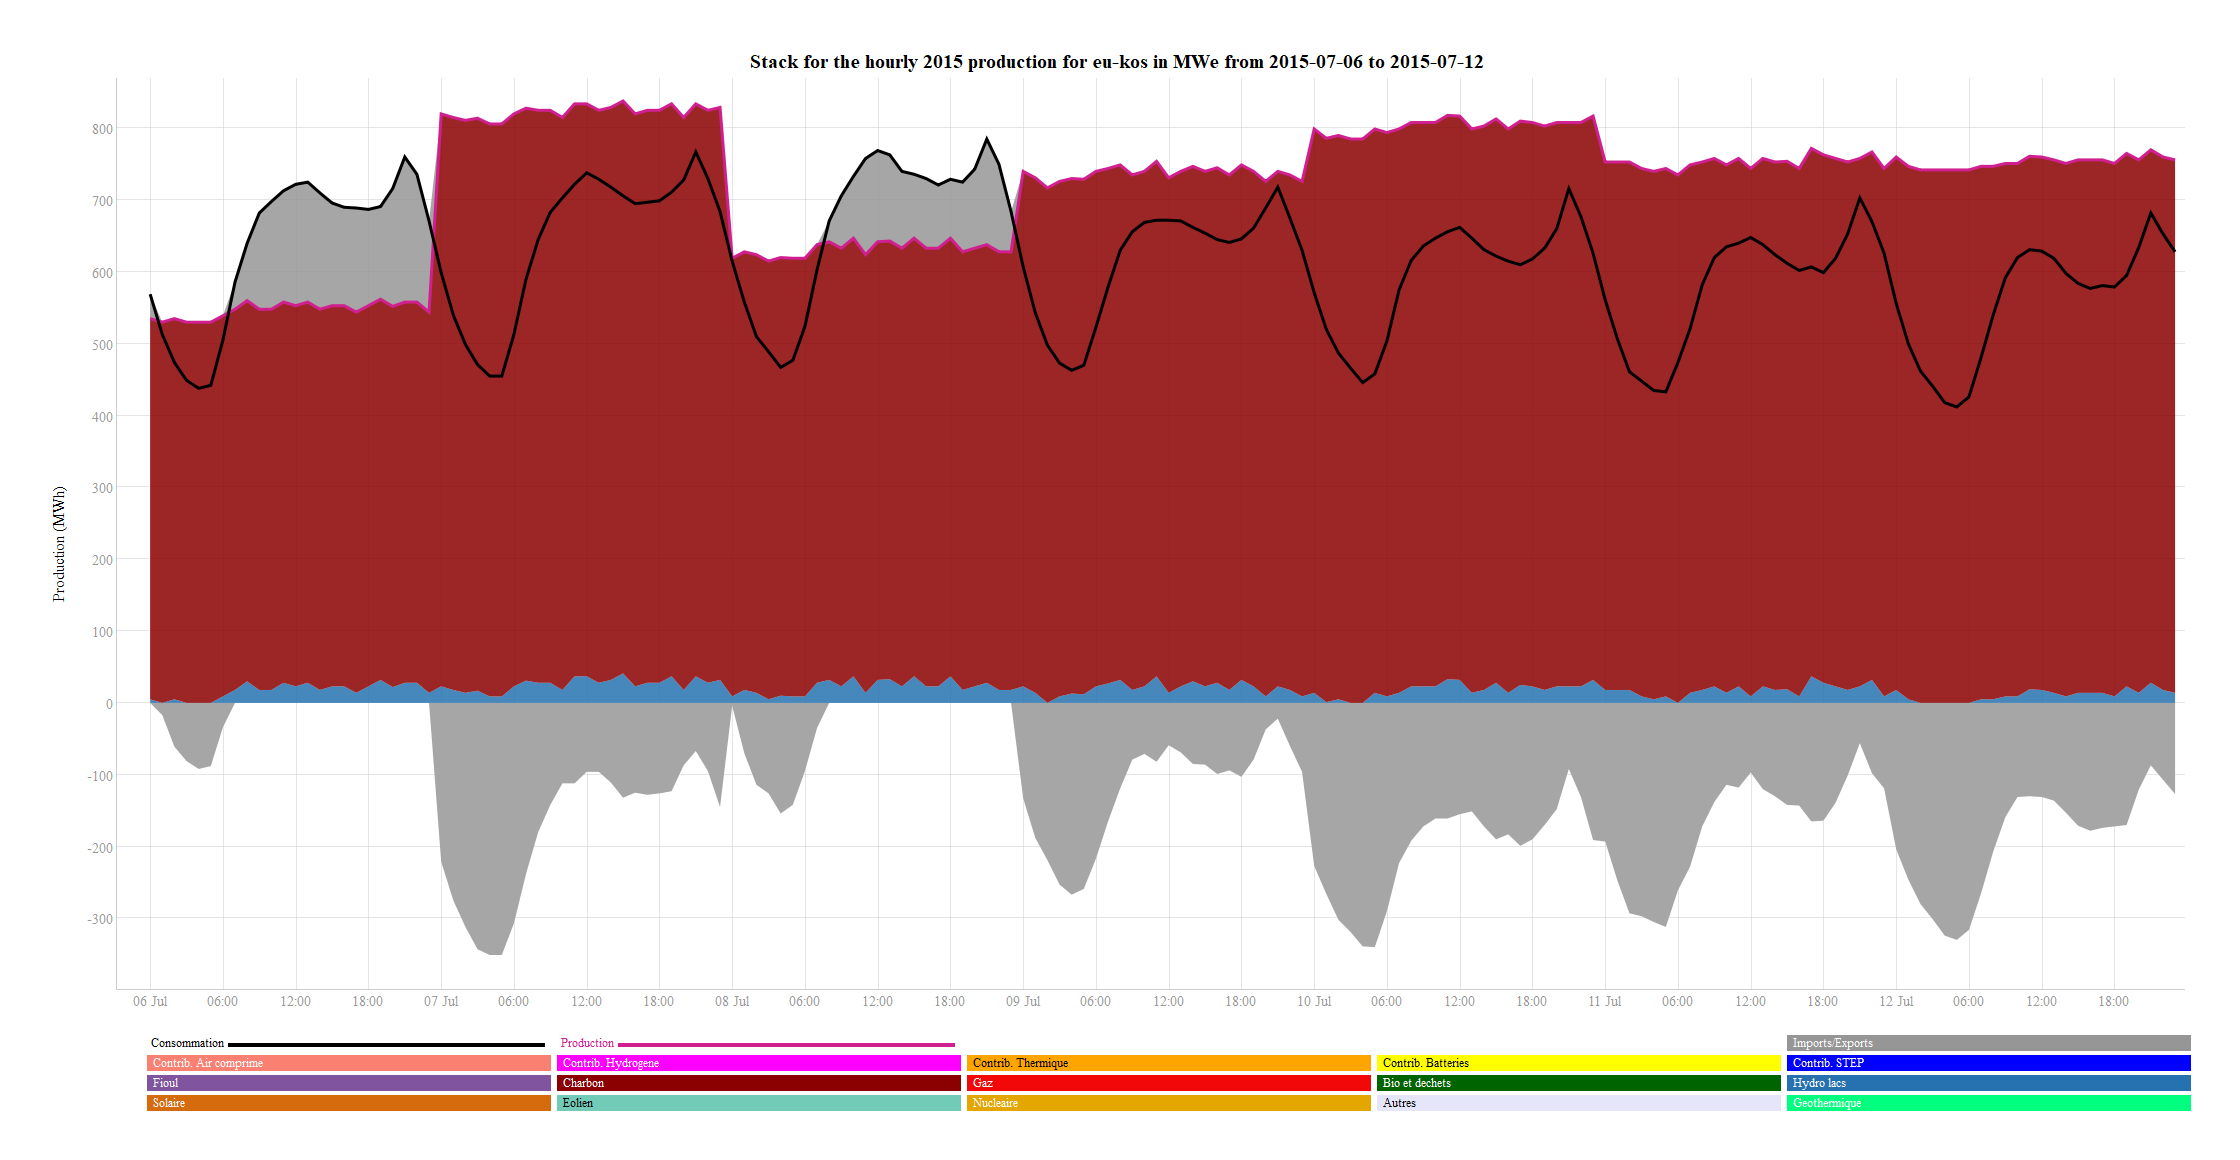 Stack for the hourly 2015 production for eu-kos in MWe from 2015-07-06 to 2015-07-12
Production (MWh)
800
700
600
500
400
300
200
100
0
-100
-200
-300
06 Jul 06:00 12:00 18:00 07 Jul 06:00 12:00 18:00 08 Jul 06:00 12:00 18:00 09 Jul 06:00 12:00 18:00 10 Jul 06:00 12:00 18:00 11 Jul 06:00 12:00 18:00 12 Jul 06:00 12:00 18:00
Consommation Production Imports/Exports
Contrib. Air comprime Contrib. Hydrogene Contrib. Thermique Contrib. Batteries Contrib. STEP
Fioul Charbon Gaz Bio et dechets Hydro lacs
Solaire Eolien Nucleaire Autres Geothermique